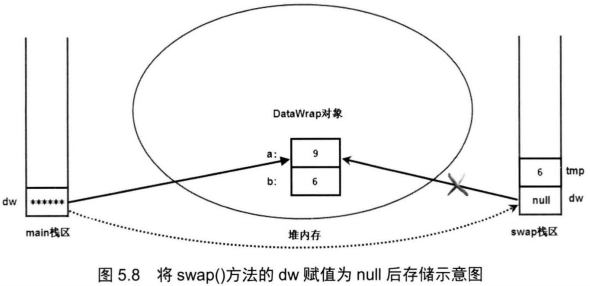 DataWrap对象
a:
9
b:
6
dw
******
main栈区
堆内存
6
tmp
null
dw
swap栈区
图 5.8 将 swap()方法的 dw 赋值为 null 后存储示意图